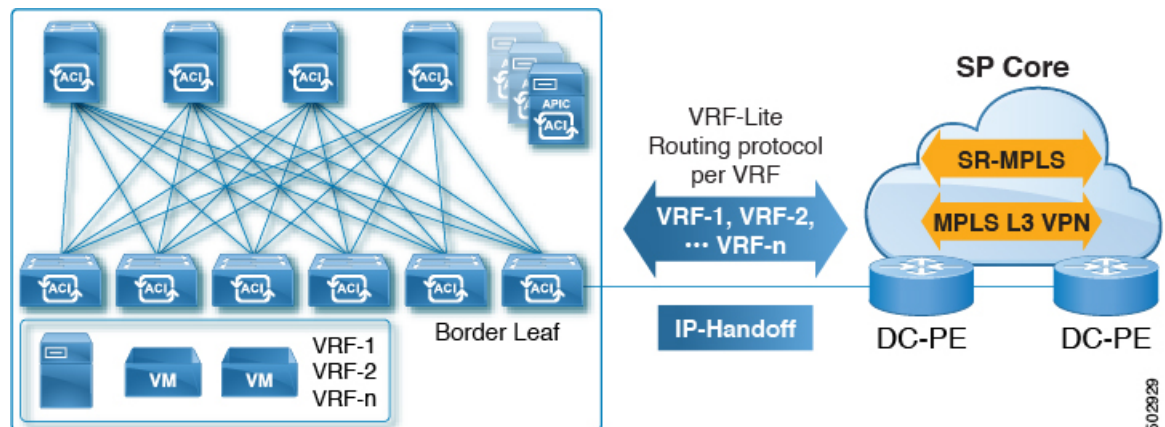 ACI
ACI
ACI
ACI
APIC
ACI
ACI
ACI
ACI
ACI
ACI
ACI
Border Leaf
VM
VM
VRF-1
VRF-2
VRF-n
VRF-Lite
Routing protocol
per VRF
VRF-1, VRF-2,
••• VRF-n
IP-Handoff
SP Core
SR-MPLS
MPLS L3 VPN
DC-PE
DC-PE
502929